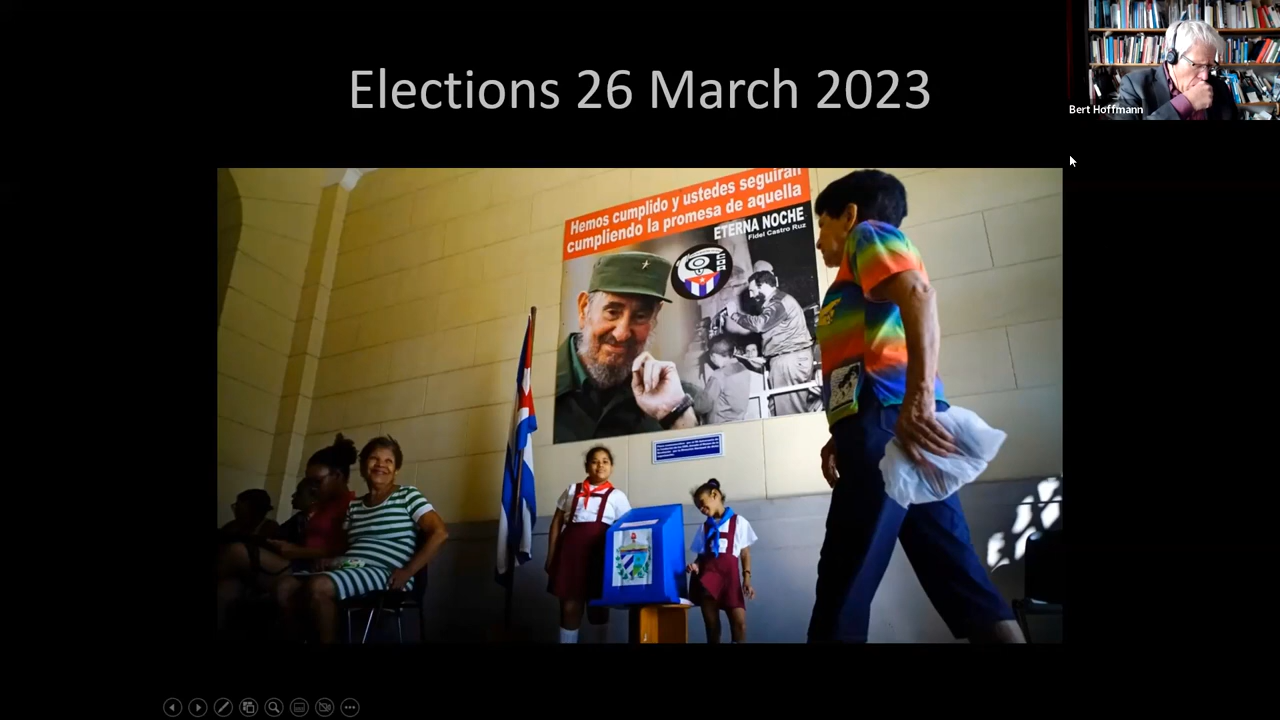 Elections 26 March 2023
Bert Hoffmann
Hemos cumplido y ustedes seguirán
cumpliendo la promesa de aquella
ETERNA NOCHE
Fidel Castro Ruz
CDR